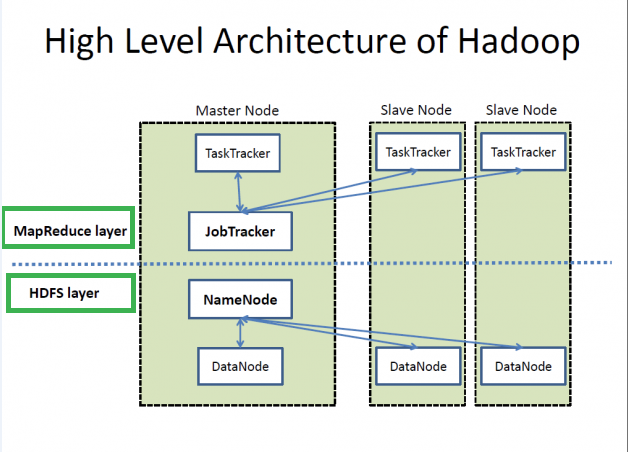 High Level Architecture of Hadoop
Master Node
Slave Node
Slave Node
TaskTracker
TaskTracker
TaskTracker
MapReduce layer
JobTracker
HDFS layer
NameNode
DataNode
DataNode
DataNode